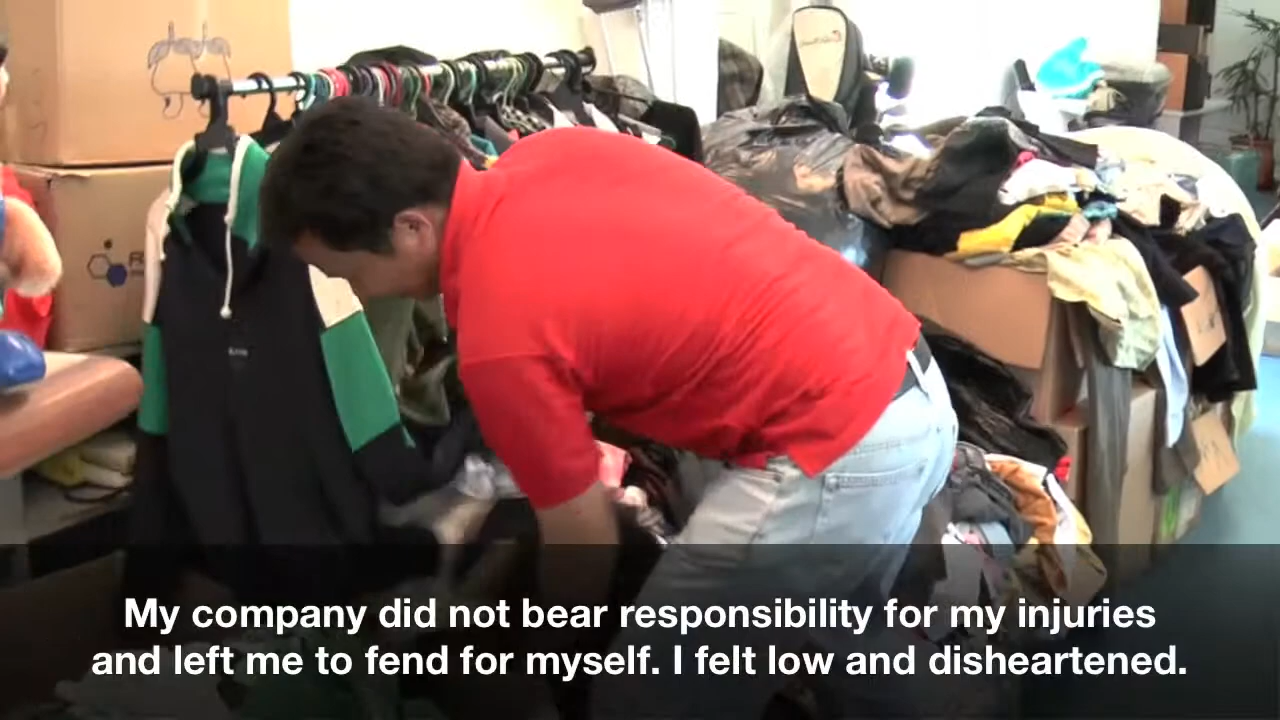 My company did not bear responsibility for my injuries
and left me to fend for myself. I felt low and disheartened.